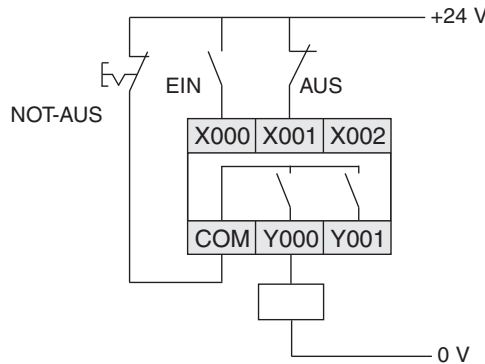 +24 V
EIN
AUS
NOT-AUS
X000 X001 X002
COM Y000 Y001
0 V